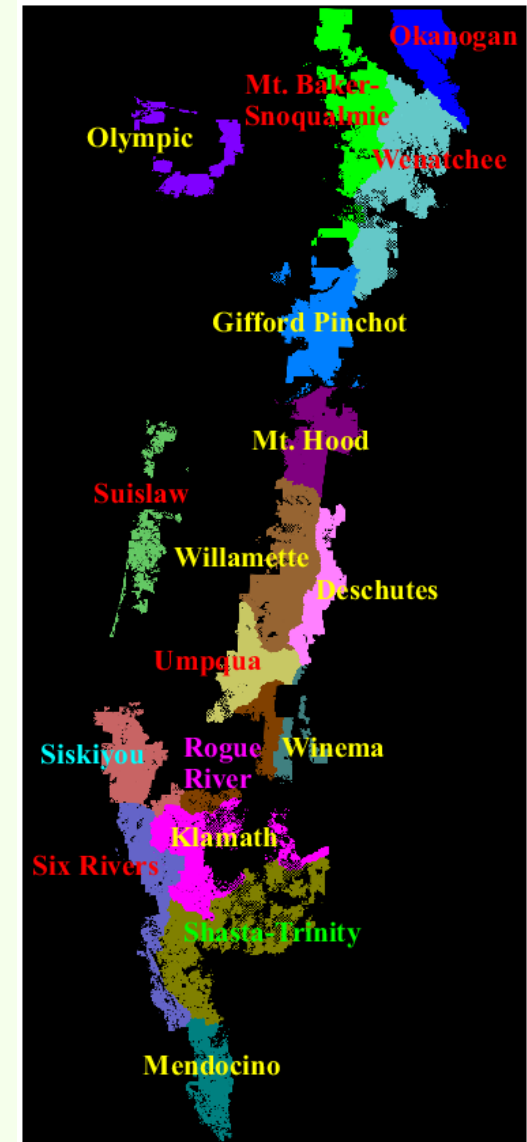 Okanogan
Mt. Baker-
Snoqualmie
Olympic
Wenatchee
Gifford Pinchot
Mt. Hood
Suislaw
Willamette
Deschutes
Umpqua
Siskiyou
Rogue
River
Winema
Klamath
Six Rivers
Shasta-Trinity
Mendocino